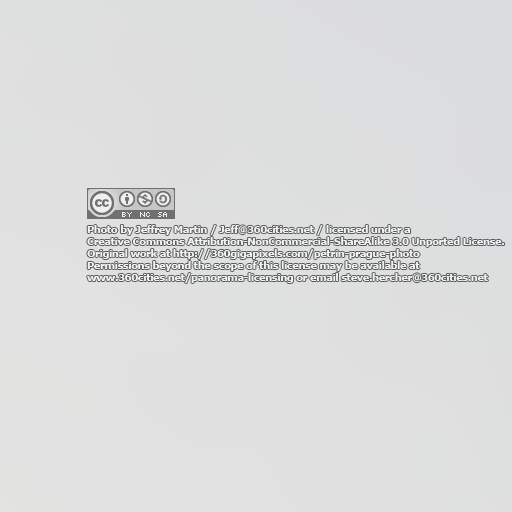 cc
BY NC SA
Photo by Jeffrey Martin / Jeff@360cities.net / licensed under a
Creative Commons Attribution-NonCommercial-ShareAlike 3.0 Unported License.
Original work at http://360gigapixels.com/petrin-prague-photo
Permissions beyond the scope of this license may be available at
www.360cities.net/panorama-licensing or email steve.hercher@360cities.net